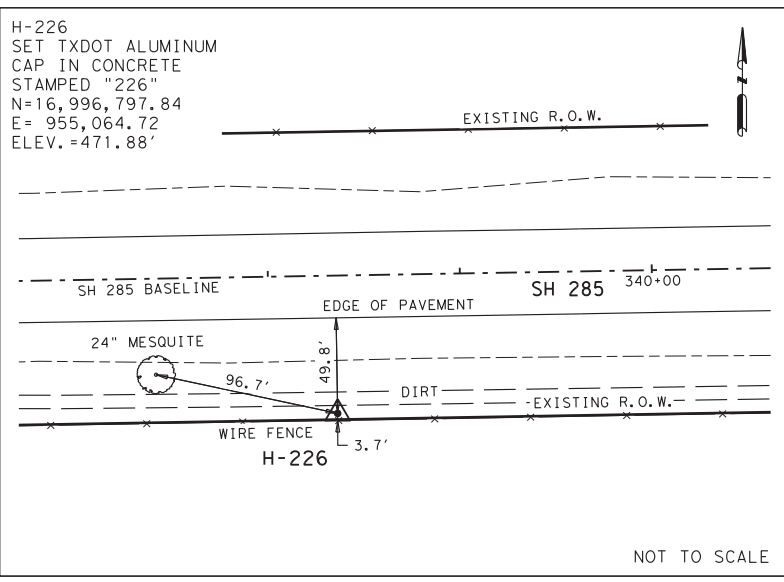 H-226
SET TXDOT ALUMINUM
CAP IN CONCRETE
STAMPED "226"
N=16,996,797.84
E= 955,064.72
ELEV.=471.88'
N
EXISTING R.O.W.
SH 285 BASELINE
SH 285
340+00
EDGE OF PAVEMENT
24" MESQUITE
49.8'
96.7'
DIRT
EXISTING R.O.W.
WIRE FENCE
3.7'
H-226
NOT TO SCALE